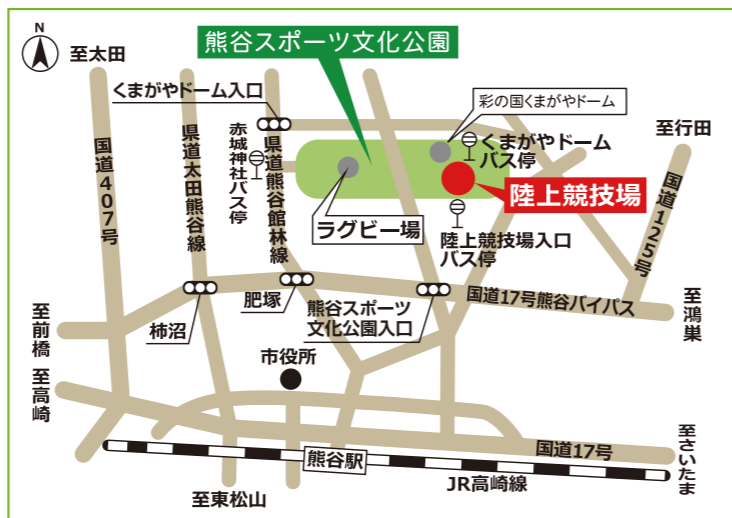 N
至太田
熊谷スポーツ文化公園
くまがやドーム入口
彩の国くまがやドーム
至行田
国道407号
県道太田熊谷線
赤城神社バス停
県道熊谷館林線
くまがやドーム
バス停
国道125号
陸上競技場
ラグビー場
陸上競技場入口
バス停
肥塚
熊谷スポーツ
文化公園入口
国道17号熊谷バイパス
至鴻巣
至前橋
柿沼
市役所
至高崎
国道17号
至さいたま
熊谷駅
JR高崎線
至東松山